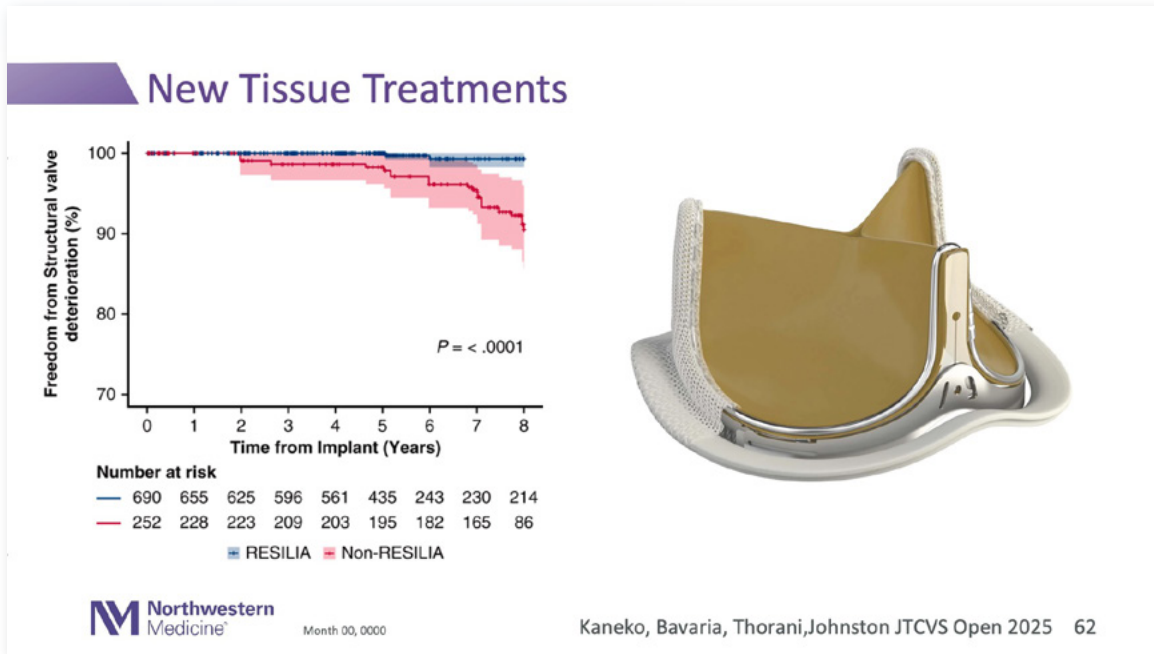 New Tissue Treatments
Freedom from Structural valve
deterioration (%)
100
90
80
70
P = < .0001
0 1 2 3 4 5 6 7 8
Time from Implant (Years)
Number at risk
690 655 625 596 561 435 243 230 214
252 228 223 209 203 195 182 165 86
RESILIA Non-RESILIA
NM Northwestern
Medicine
Month 00, 0000
Kaneko, Bavaria, Thorani,Johnston JTCVS Open 2025 62